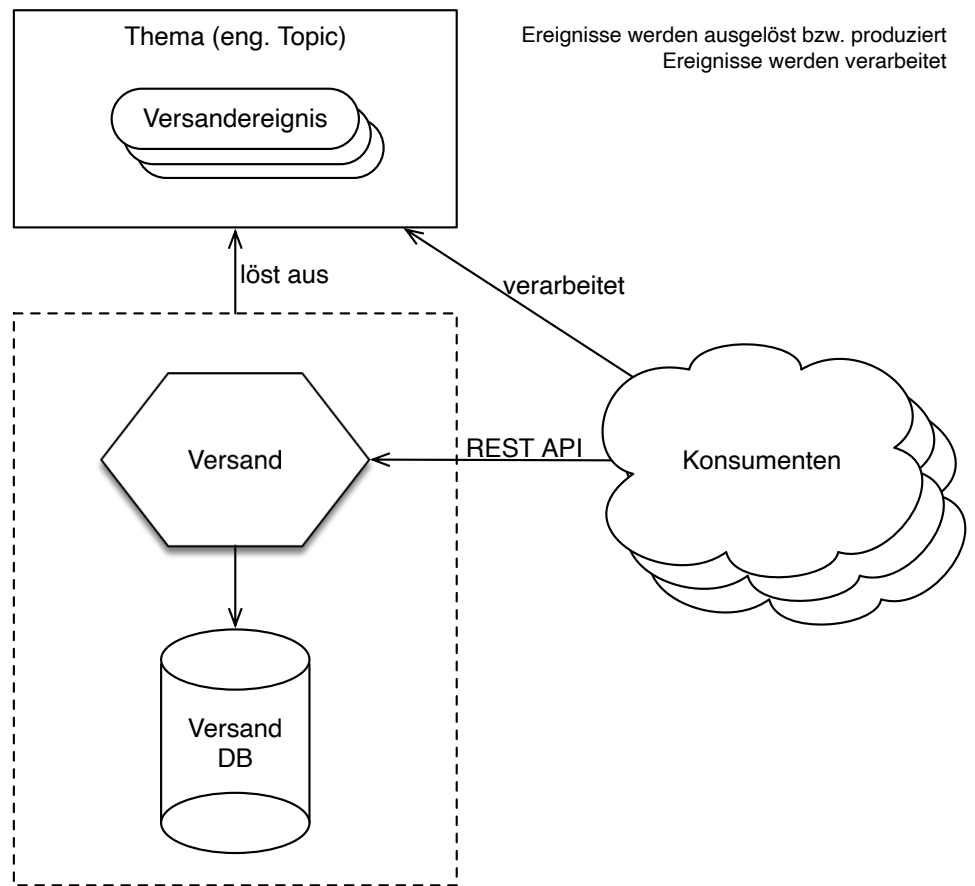 Thema (eng. Topic)
Ereignisse werden ausgelöst bzw. produziert
Ereignisse werden verarbeitet
Versandereignis
löst aus
verarbeitet
Versand
REST API
Konsumenten
Versand
DB